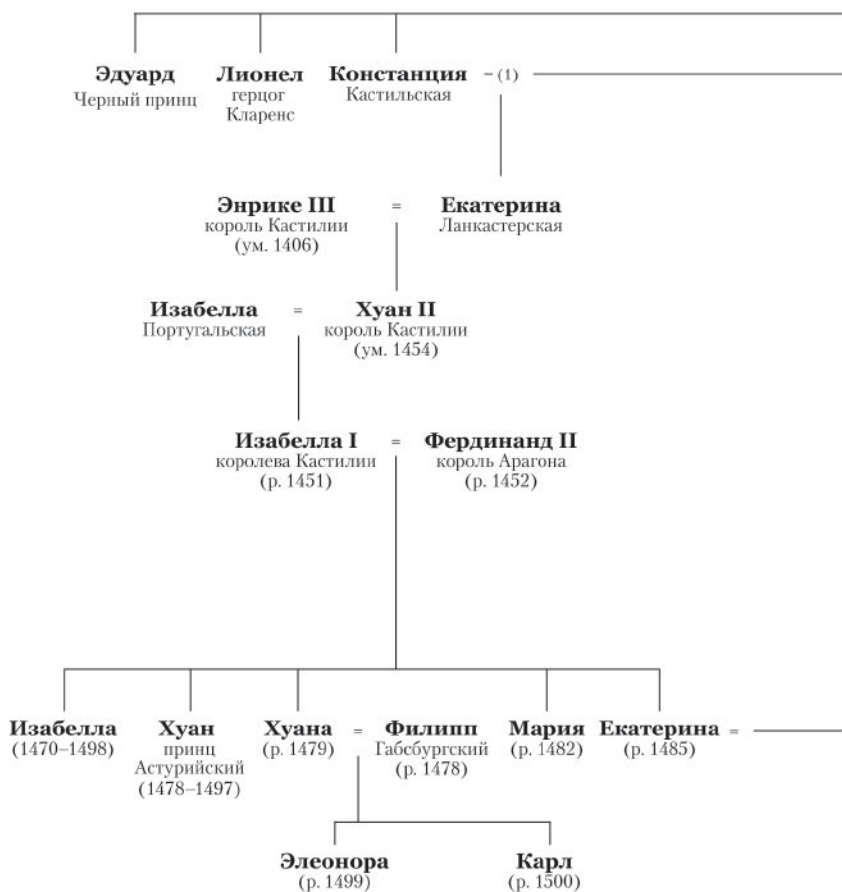 Эдуард
Черный принц
Лионел
герцог
Кларенс
Констанция
Кастильская
- (1)
Энрике III
король Кастилии
(ум. 1406)
=
Екатерина
Ланкастерская
Изабелла
Португальская
=
Хуан II
король Кастилии
(ум. 1454)
Изабелла I
королева Кастилии
(р. 1451)
=
Фердинанд II
король Арагона
(р. 1452)
Изабелла
(1470–1498)
Хуан
принц
Астурийский
(1478–1497)
Хуана
(р. 1479)
=
Филипп
Габсбургский
(р. 1478)
Мария
(р. 1482)
Екатерина
(р. 1485)
=
Элеонора
(р. 1499)
Карл
(р. 1500)